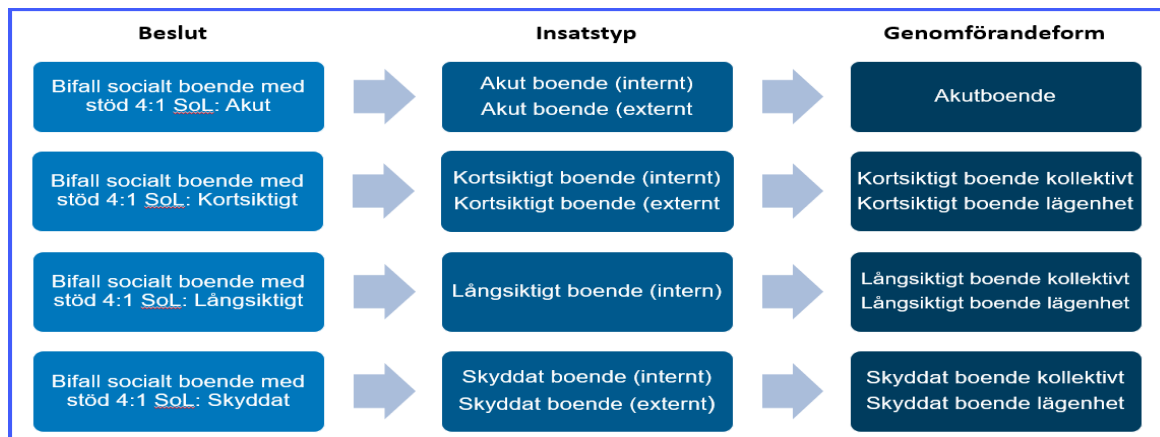 Beslut
Insatstyp
Genomförandeform
Bifall socialt boende med
stöd 4:1 SoL: Akut
Akut boende (internt)
Akut boende (externt
Akutboende
Bifall socialt boende med
stöd 4:1 SoL: Kortsiktigt
Kortsiktigt boende (internt)
Kortsiktigt boende (externt
Kortsiktigt boende kollektivt
Kortsiktigt boende lägenhet
Bifall socialt boende med
stöd 4:1 SoL: Långsiktigt
Långsiktigt boende (intern)
Långsiktigt boende kollektivt
Långsiktigt boende lägenhet
Bifall socialt boende med
stöd 4:1 SoL: Skyddat
Skyddat boende (internt)
Skyddat boende (externt)
Skyddat boende kollektivt
Skyddat boende lägenhet